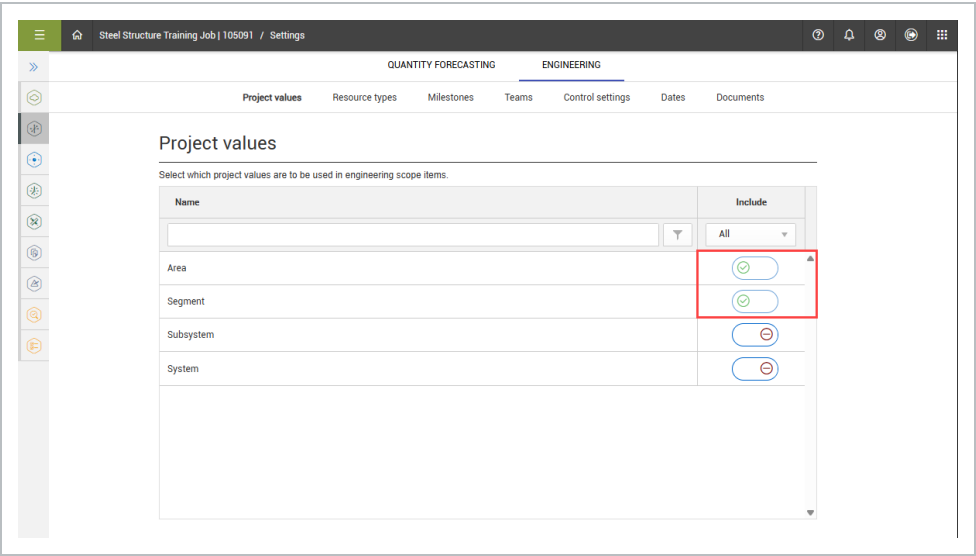 Steel Structure Training Job | 105091 / Settings
QUANTITY FORECASTING ENGINEERING
Project values Resource types Milestones Teams Control settings Dates Documents
Project values
Select which project values are to be used in engineering scope items.
Name Include
All
Area
Segment
Subsystem
System